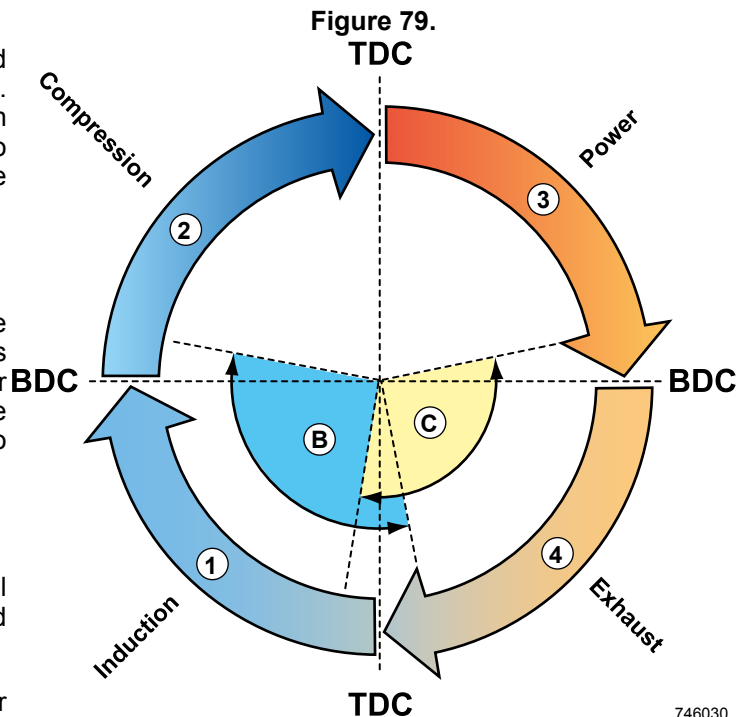 Figure 79.
TDC
Compression
Power
3
2
BDC
BDC
B
C
1
4
Induction
Exhaust
TDC
746030